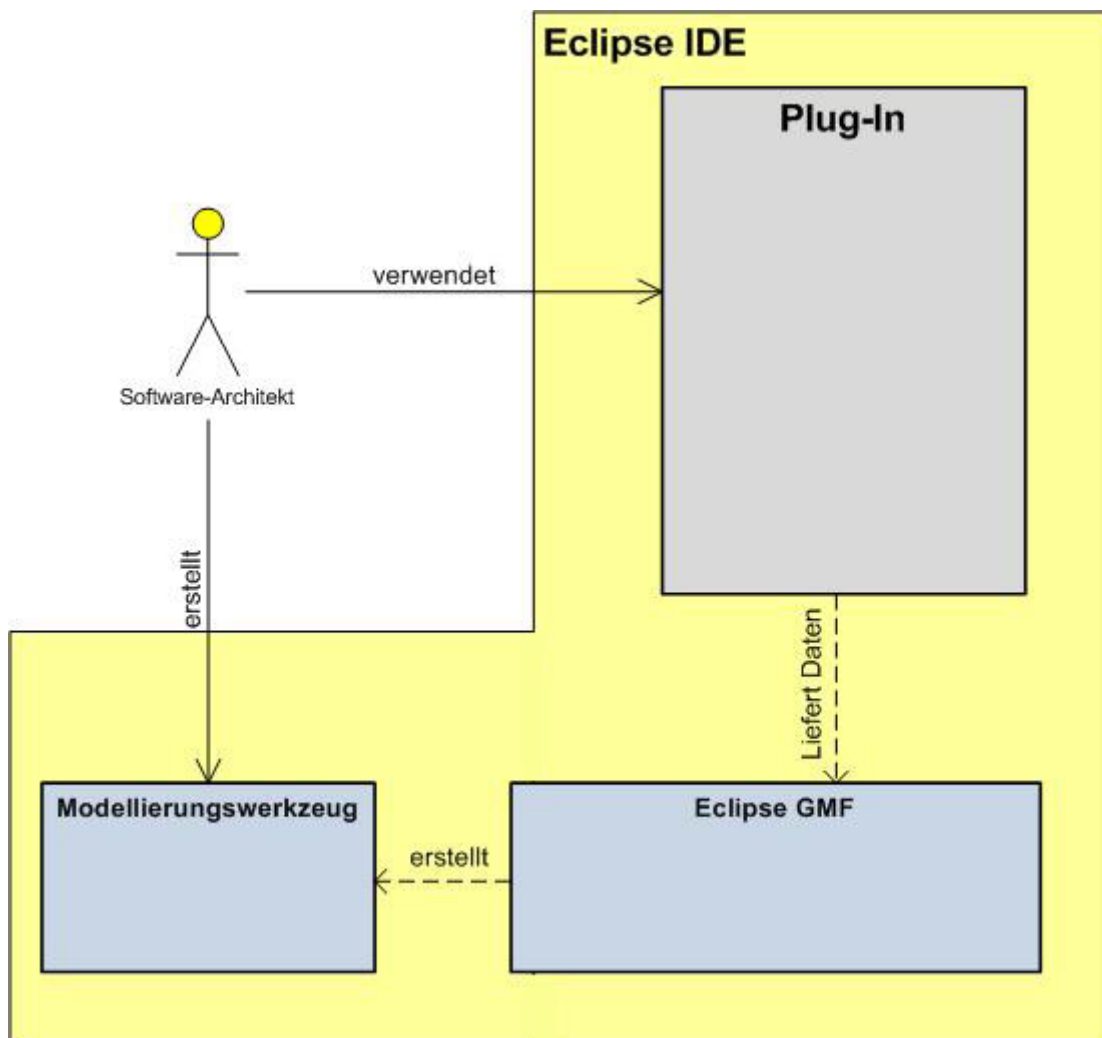 Eclipse IDE
Plug-In
verwendet
Software-Architekt
erstellt
Liefert Daten
Modellierungswerkzeug
Eclipse GMF
erstellt